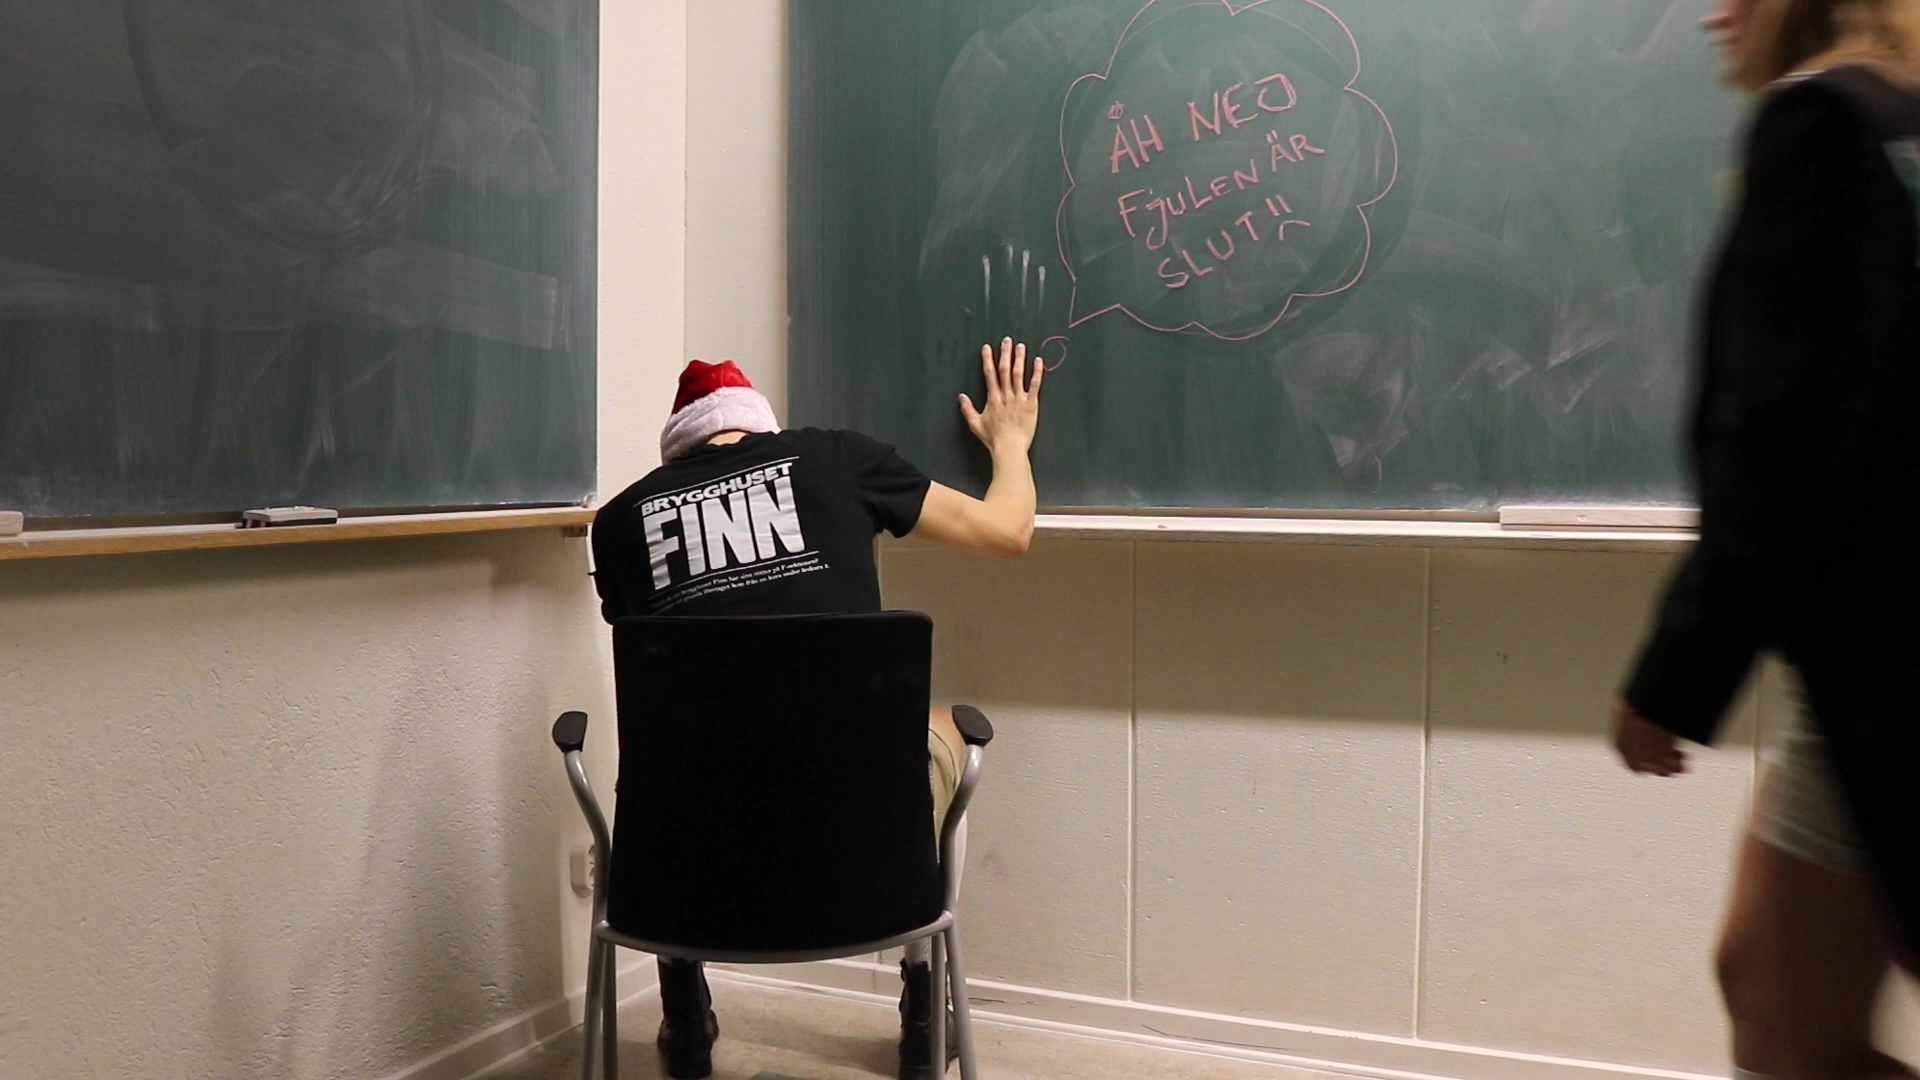 ÅH NEJ
FJULEN ÄR
SLUT :(
BRYGGHUSET
FINN